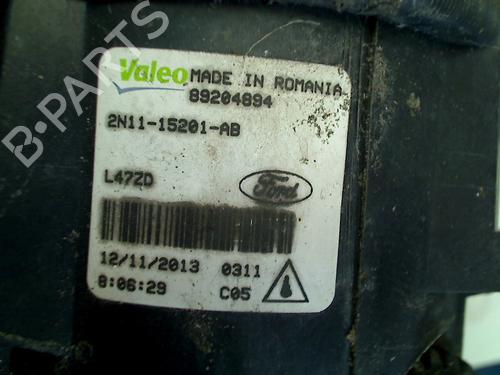 Valeo MADE IN ROMANIA
89204894
2N11-15201-AB
L47ZD
Ford
12/11/2013 0311
8:06:29 C05
B-PARTS